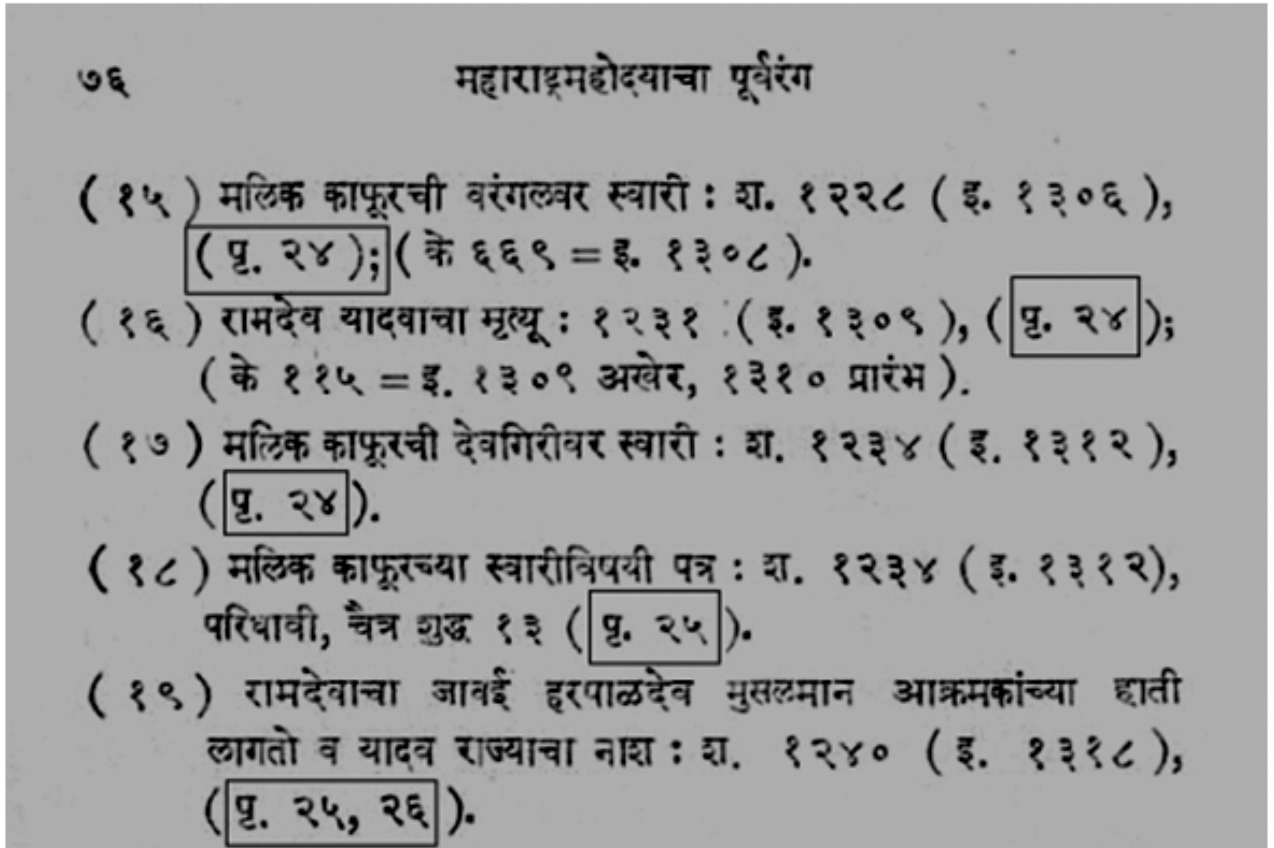 ७६ महाराष्ट्रमहोदयाचा पूर्वरंग
( १५ ) मलिक काफूरची वरंगलवर स्वारी : श. १२२८ ( इ. १३०६ ),
( पृ. २४ ); ( के ६६९ = इ. १३०८ ).
( १६ ) रामदेव यादवाचा मृत्यू : १२३१ ( इ. १३०९ ), ( पृ. २४ );
( के ११५ = इ. १३०९ अखेर, १३१० प्रारंभ ).
( १७ ) मलिक काफूरची देवगिरीवर स्वारी : श. १२३४ ( इ. १३१२ ),
( पृ. २४ ).
( १८ ) मलिक काफूरच्या स्वारीविषयी पत्र : श. १२३४ ( इ. १३१२),
परिधावी, चैत्र शुद्ध १३ ( पृ. २५ ).
( १९ ) रामदेवाचा जावई हरपाळदेव मुसलमान आक्रमकांच्या हाती
लागतो व यादव राज्याचा नाश : श. १२४० ( इ. १३१८ ),
( पृ. २५, २६ ).